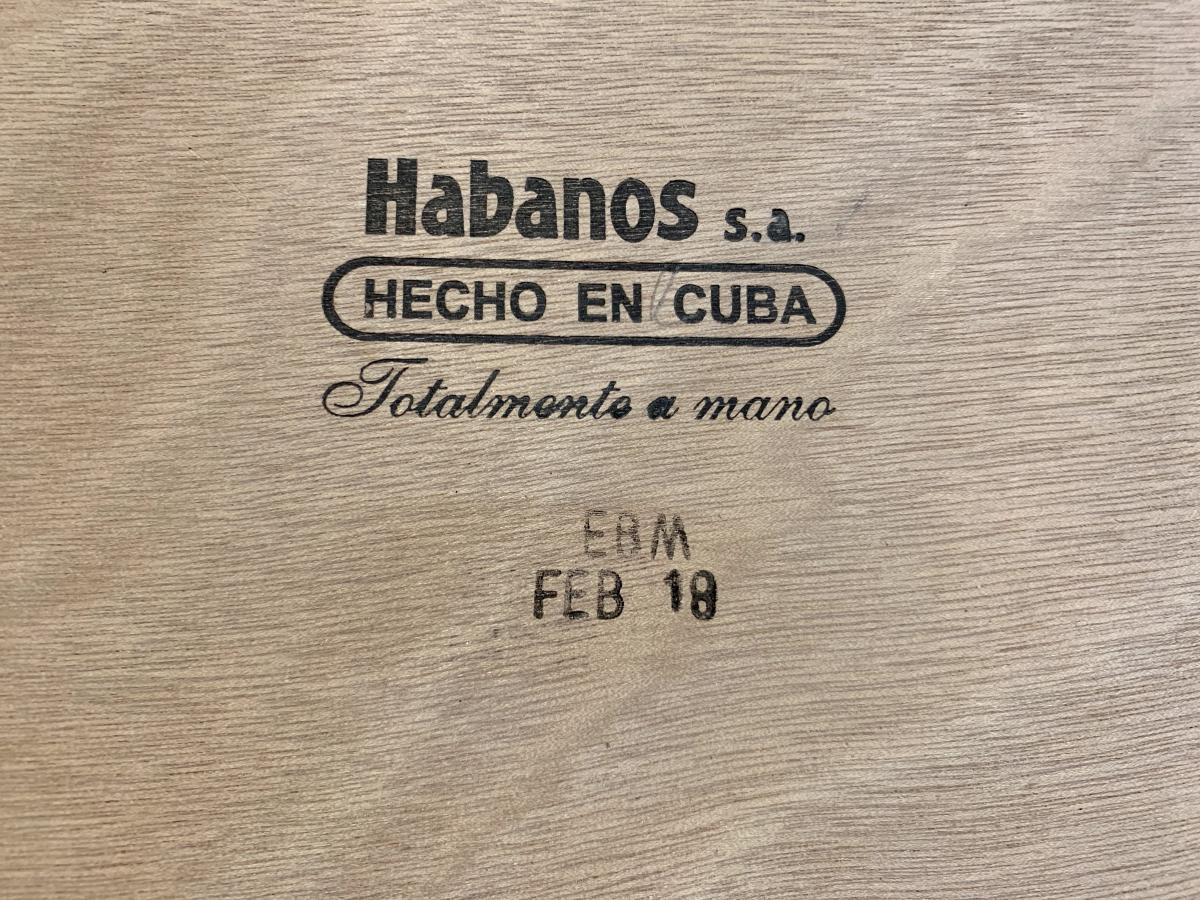 Habanos s.a.
HECHO EN CUBA
Totalmente a mano
EBM
FEB 18